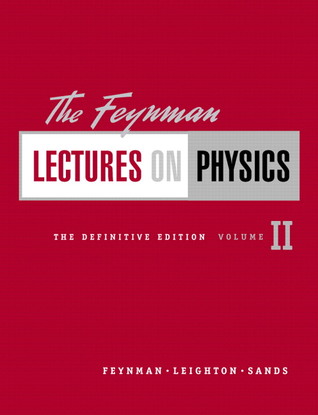 The Feynman
LECTURES ON PHYSICS
THE DEFINITIVE EDITION VOLUME II
FEYNMAN • LEIGHTON • SANDS